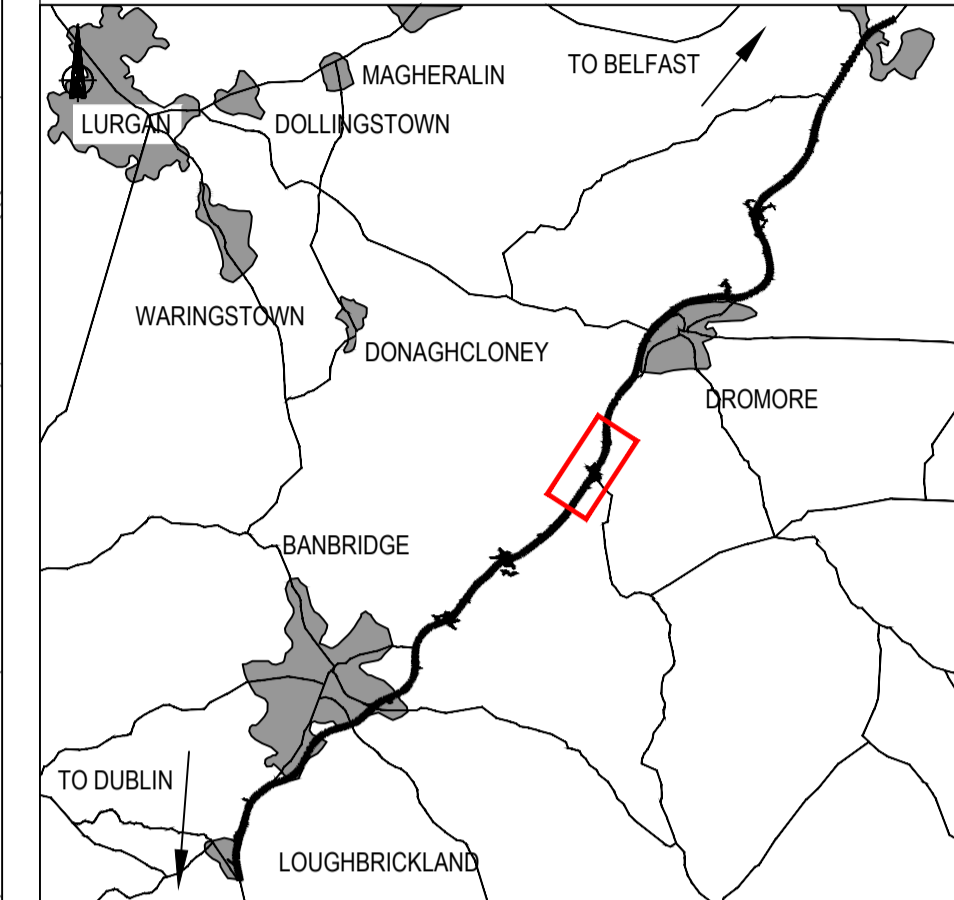 TO BELFAST
MAGHERALIN
LURGAN
DOLLINGSTOWN
WARINGSTOWN
DONAGHCLONEY
DROMORE
BANBRIDGE
TO DUBLIN
LOUGHBRICKLAND